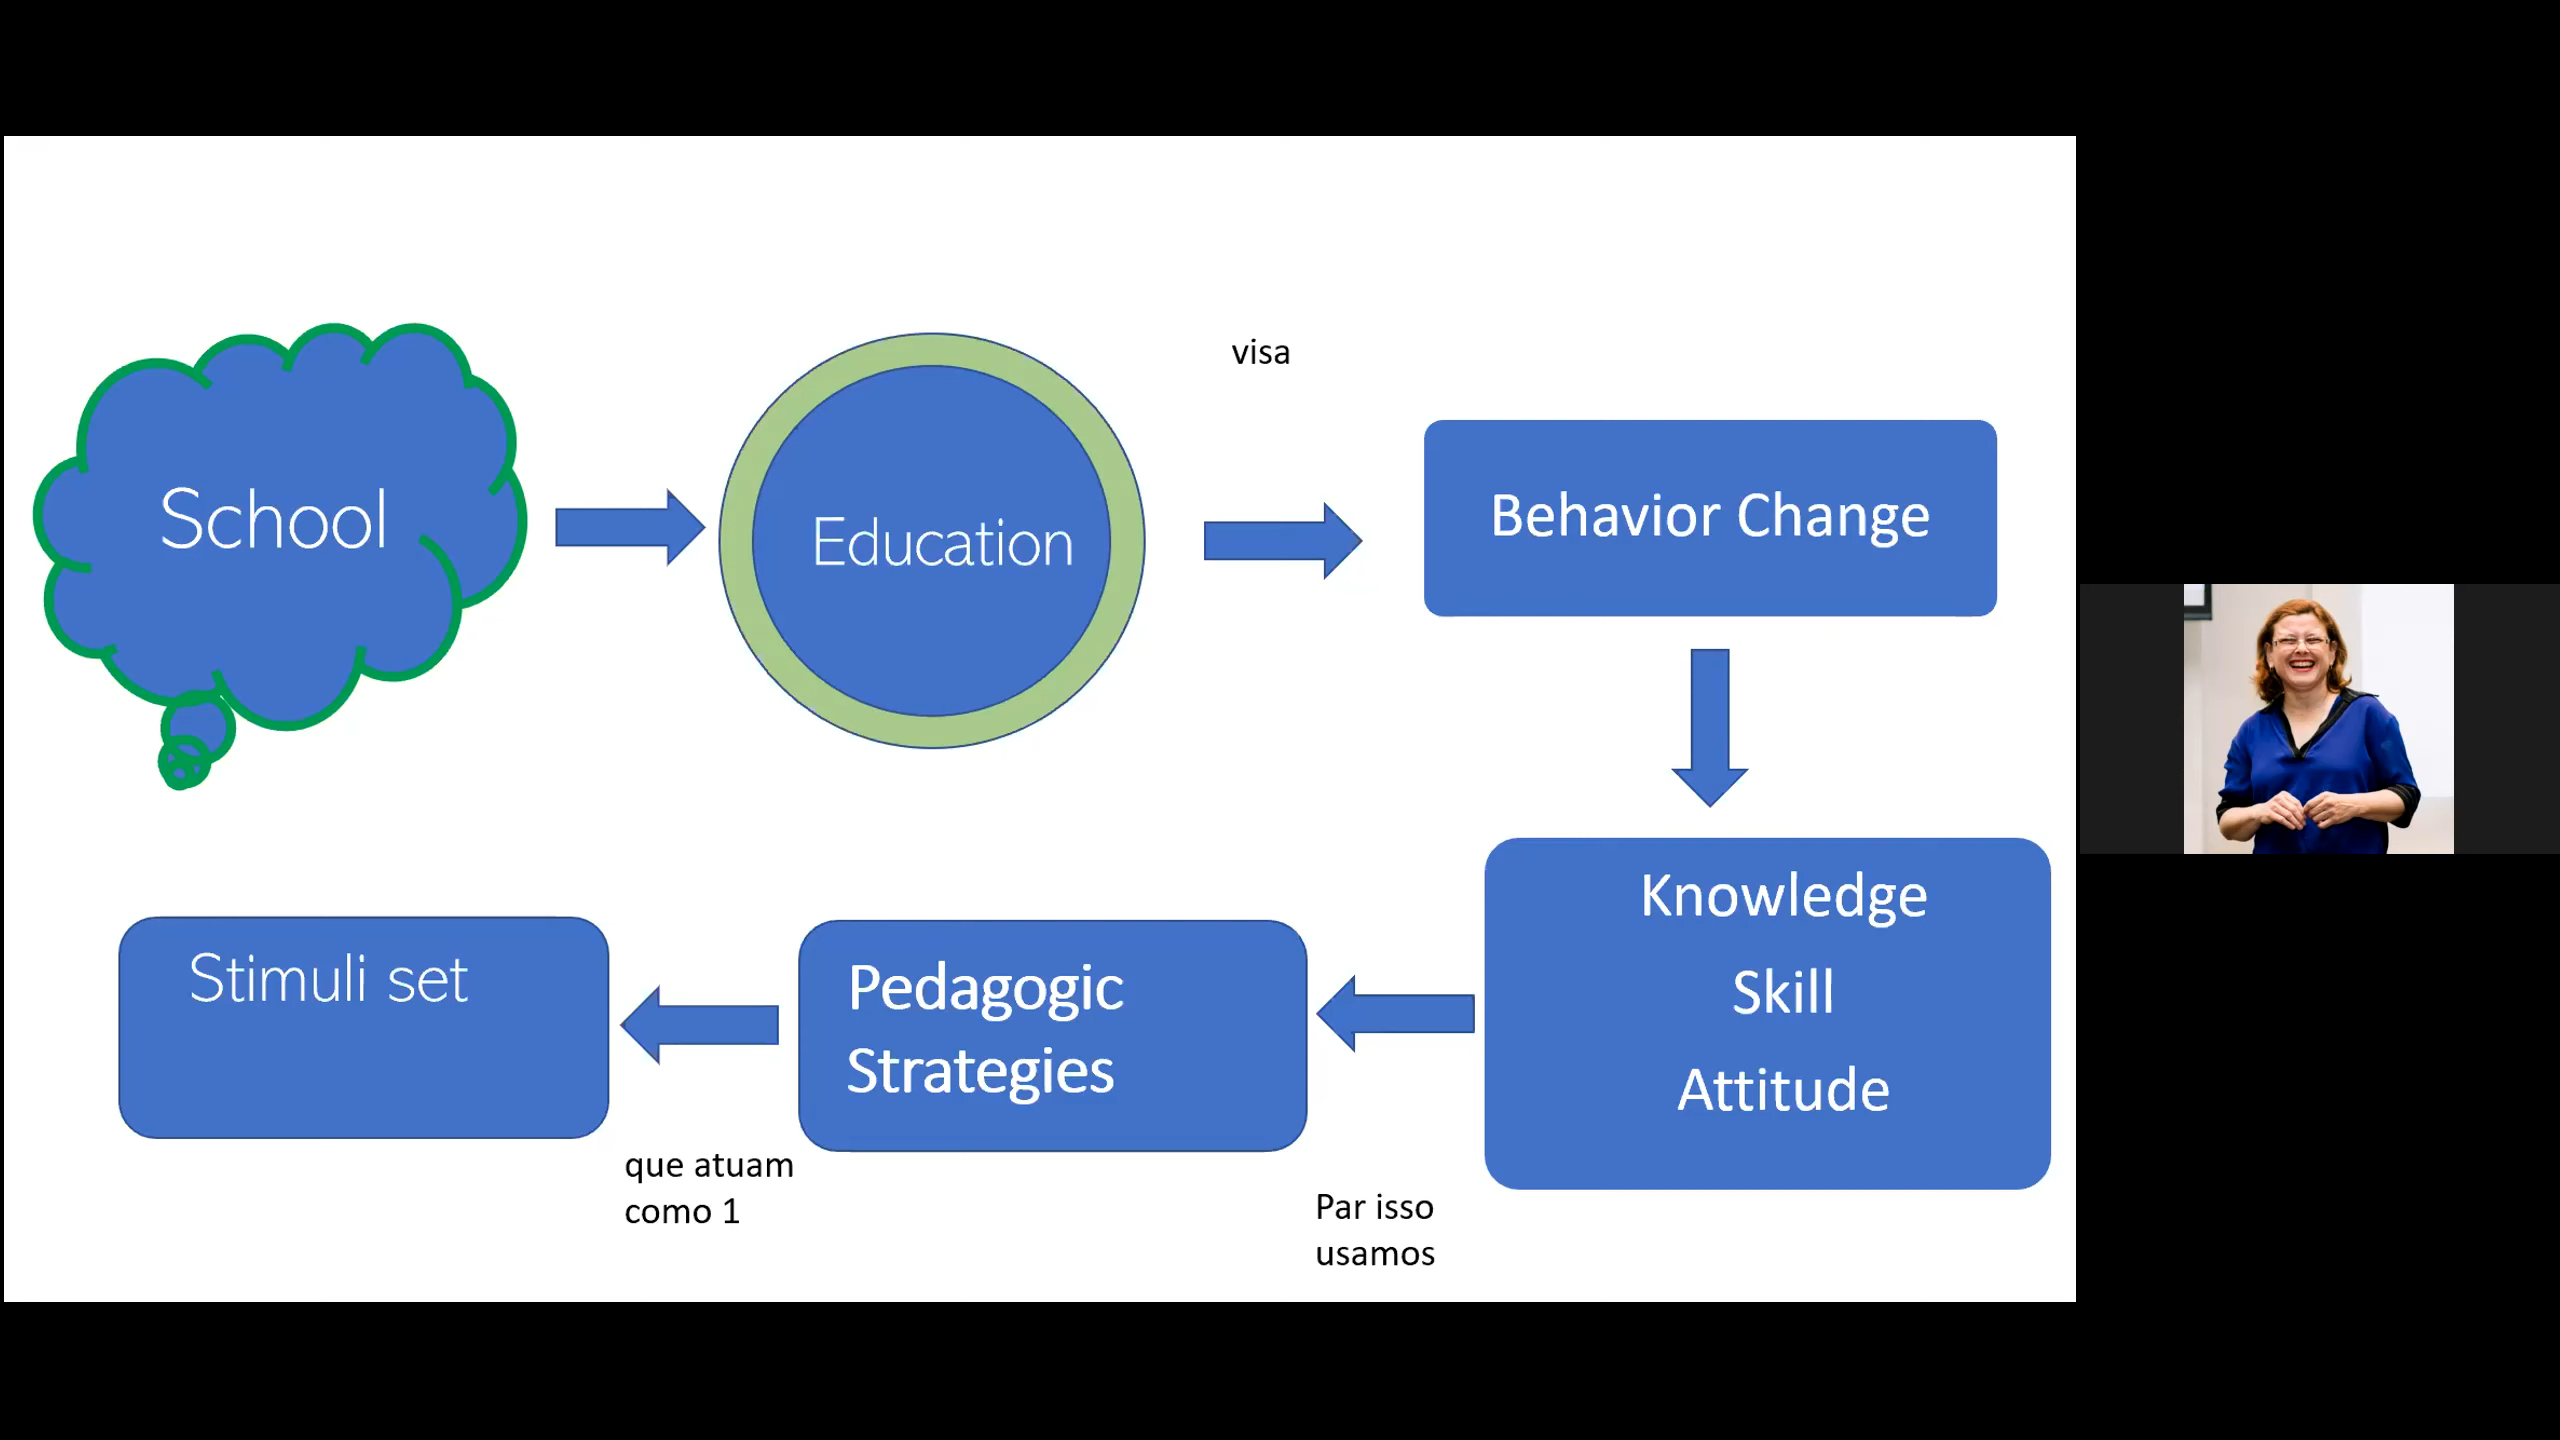 School
Education
visa
Behavior Change
Knowledge
Skill
Attitude
Par isso
usamos
Pedagogic
Strategies
que atuam
como 1
Stimuli set